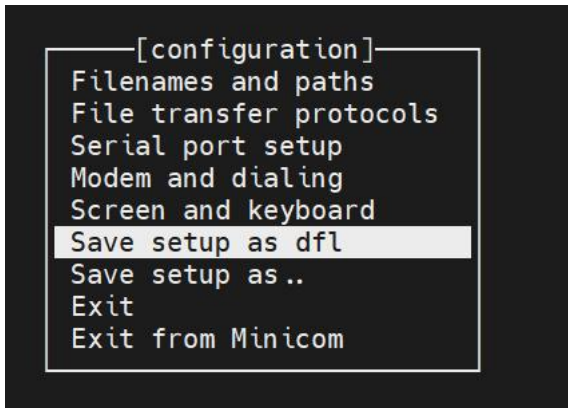 [configuration]
Filenames and paths
File transfer protocols
Serial port setup
Modem and dialing
Screen and keyboard
Save setup as dfl
Save setup as..
Exit
Exit from Minicom